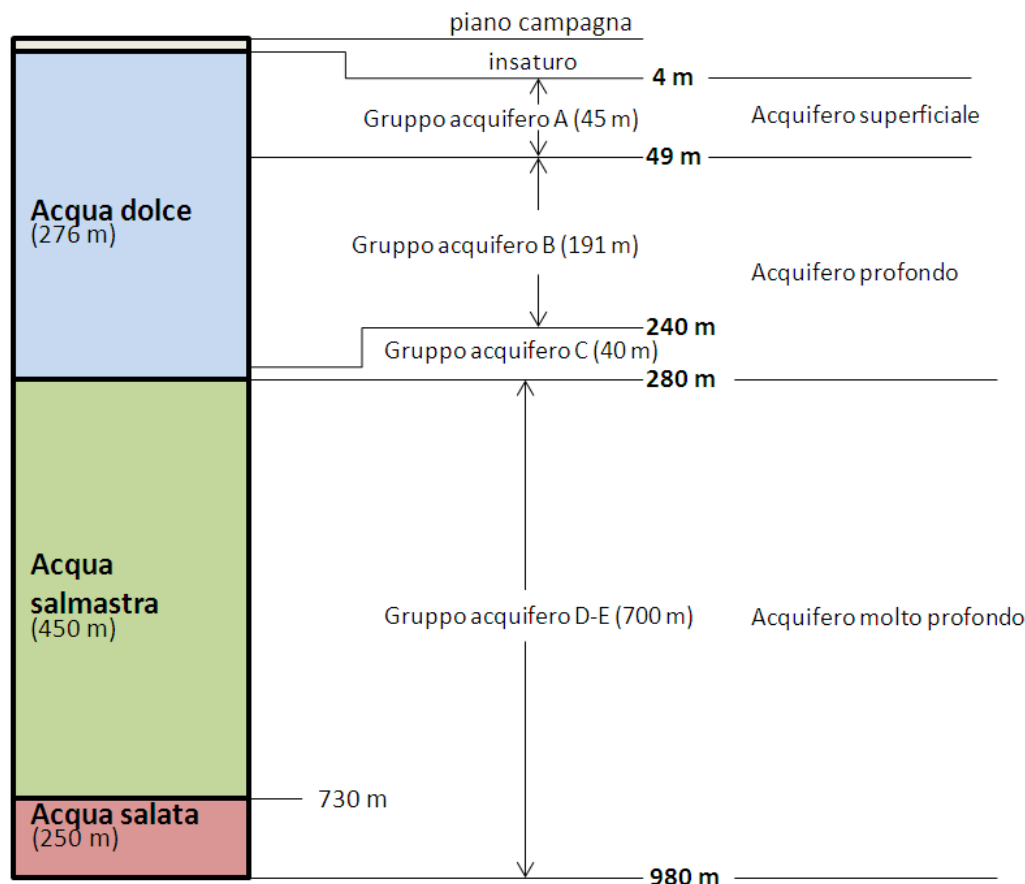 piano campagna
insaturo
4 m
Gruppo acquifero A (45 m)
Acquifero superficiale
49 m
Acqua dolce
(276 m)
Gruppo acquifero B (191 m)
Acquifero profondo
240 m
Gruppo acquifero C (40 m)
280 m
Acqua
salmastra
(450 m)
Gruppo acquifero D-E (700 m)
Acquifero molto profondo
730 m
Acqua salata
(250 m)
980 m